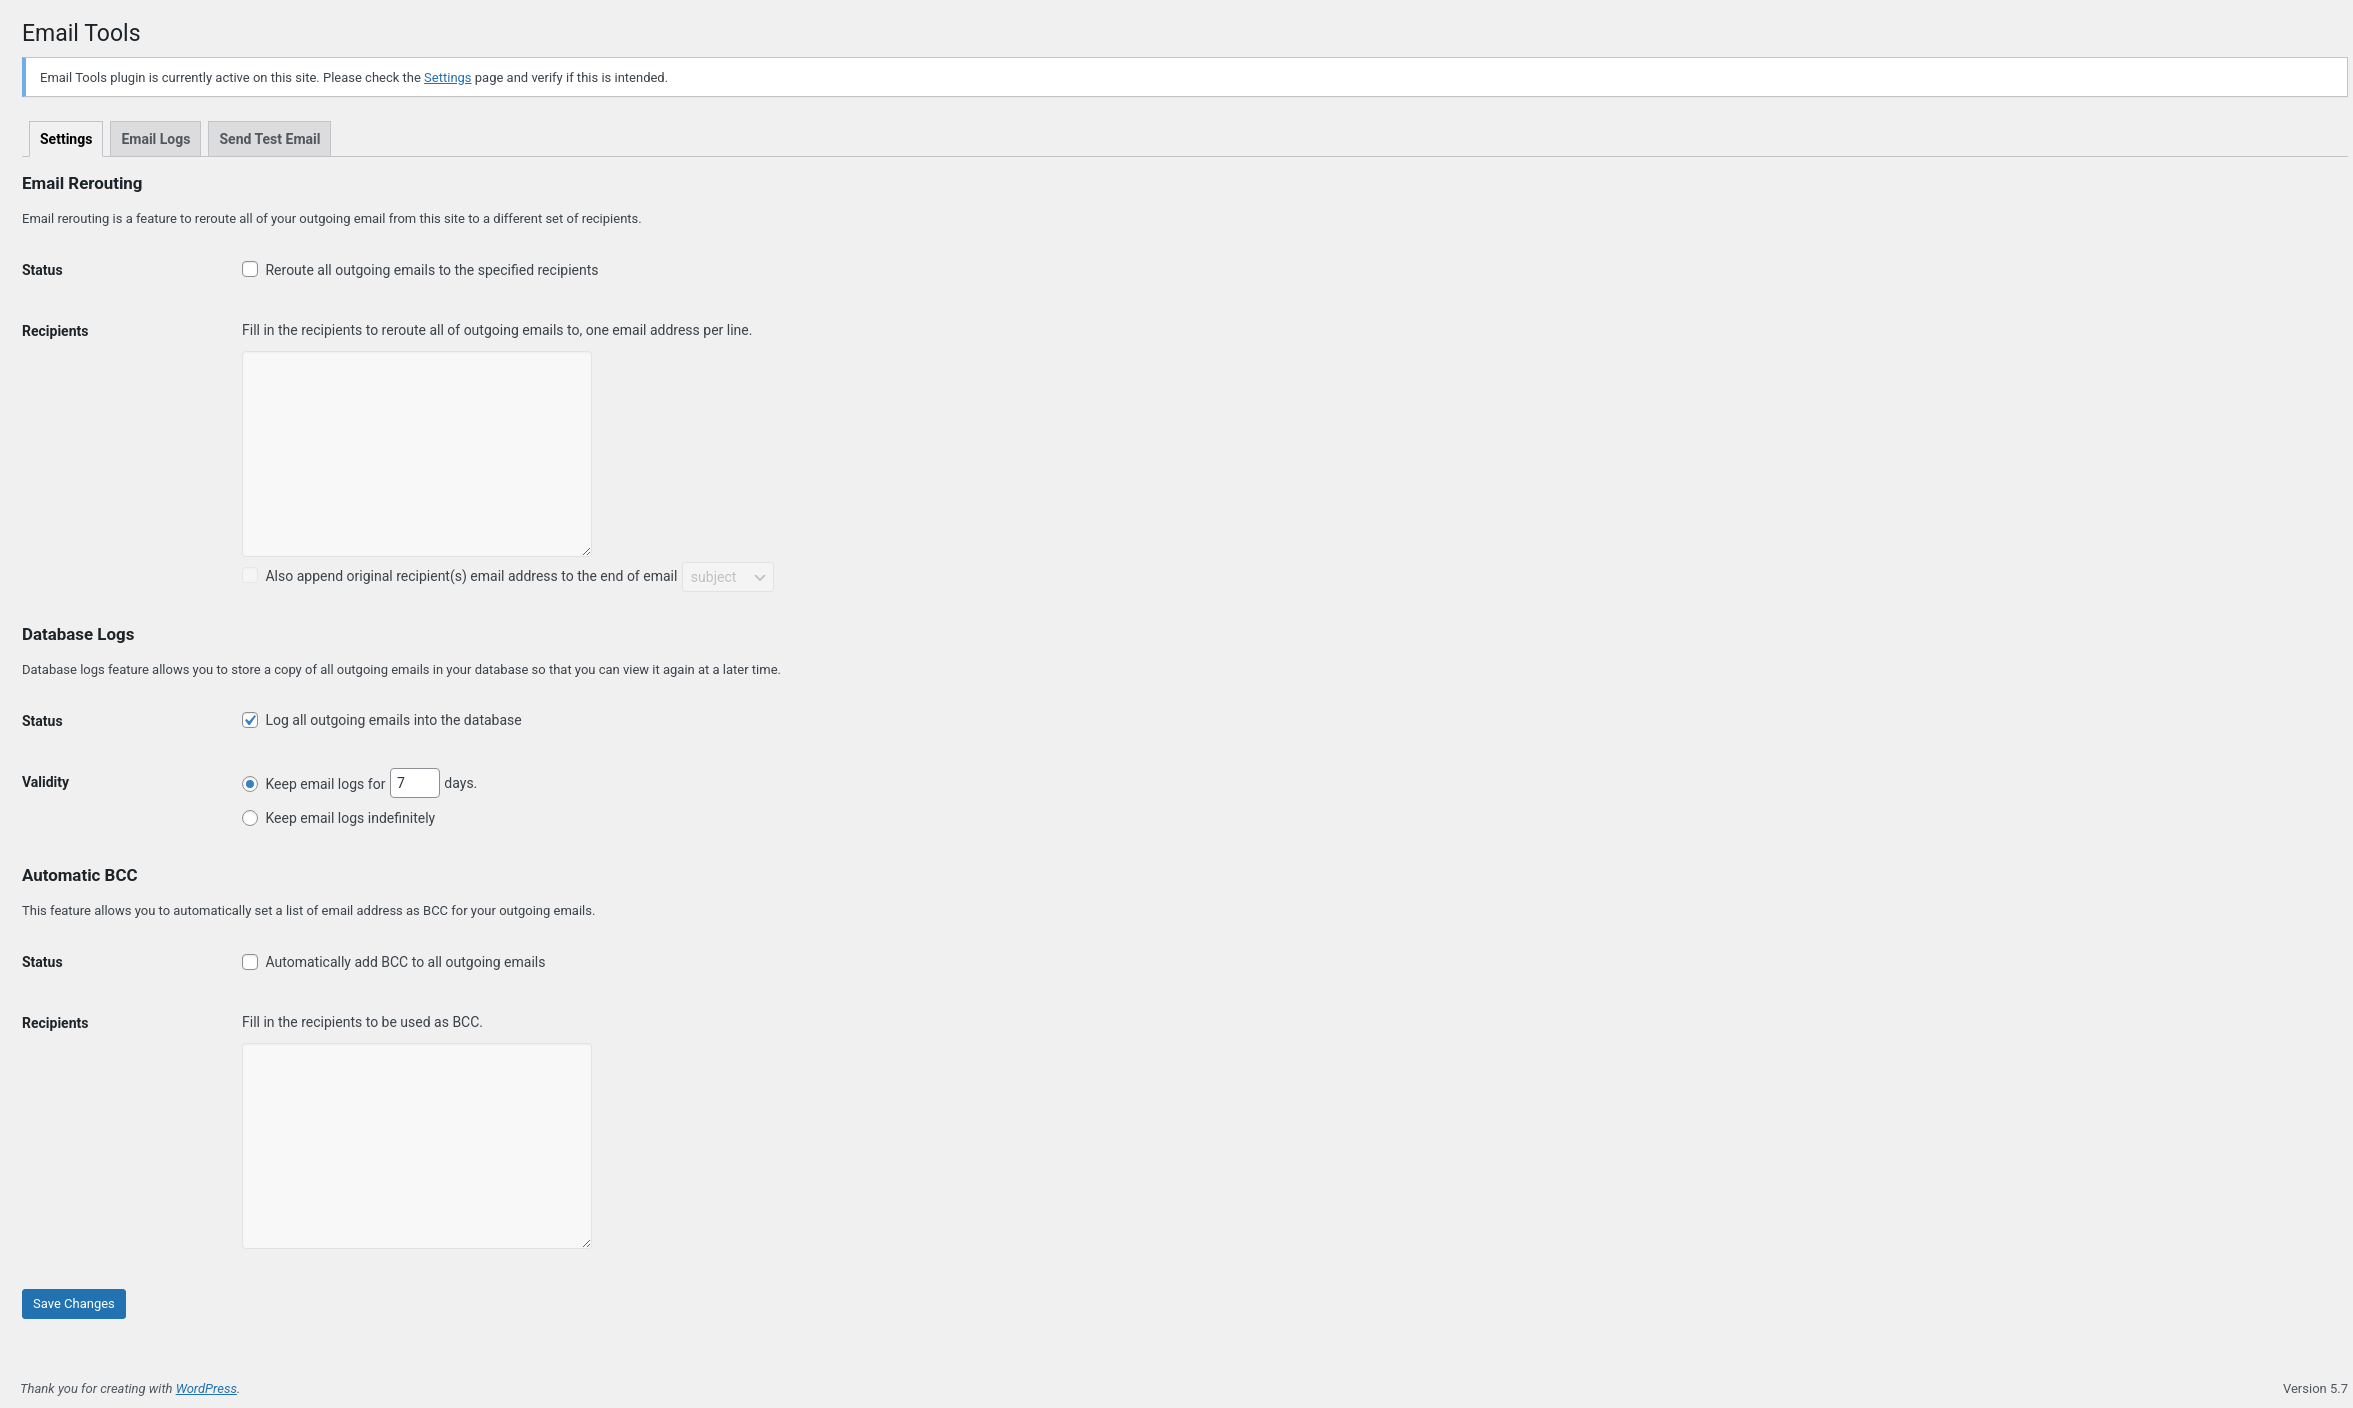 Email Tools
Email Tools plugin is currently active on this site. Please check the Settings page and verify if this is intended.
Settings
Email Logs
Send Test Email
Email Rerouting
Email rerouting is a feature to reroute all of your outgoing email from this site to a different set of recipients.
Status
Reroute all outgoing emails to the specified recipients
Recipients
Fill in the recipients to reroute all of outgoing emails to, one email address per line.
Also append original recipient(s) email address to the end of email subject
Database Logs
Database logs feature allows you to store a copy of all outgoing emails in your database so that you can view it again at a later time.
Status
Log all outgoing emails into the database
Validity
Keep email logs for 7 days.
Keep email logs indefinitely
Automatic BCC
This feature allows you to automatically set a list of email address as BCC for your outgoing emails.
Status
Automatically add BCC to all outgoing emails
Recipients
Fill in the recipients to be used as BCC.
Save Changes
Thank you for creating with WordPress.
Version 5.7